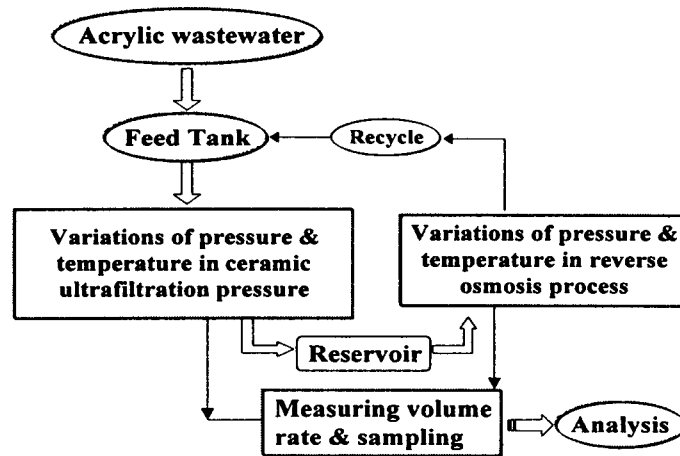 Acrylic wastewater
Feed Tank
Recycle
Variations of pressure &
temperature in ceramic
ultrafiltration pressure
Variations of pressure &
temperature in reverse
osmosis process
Reservoir
Measuring volume
rate & sampling
Analysis